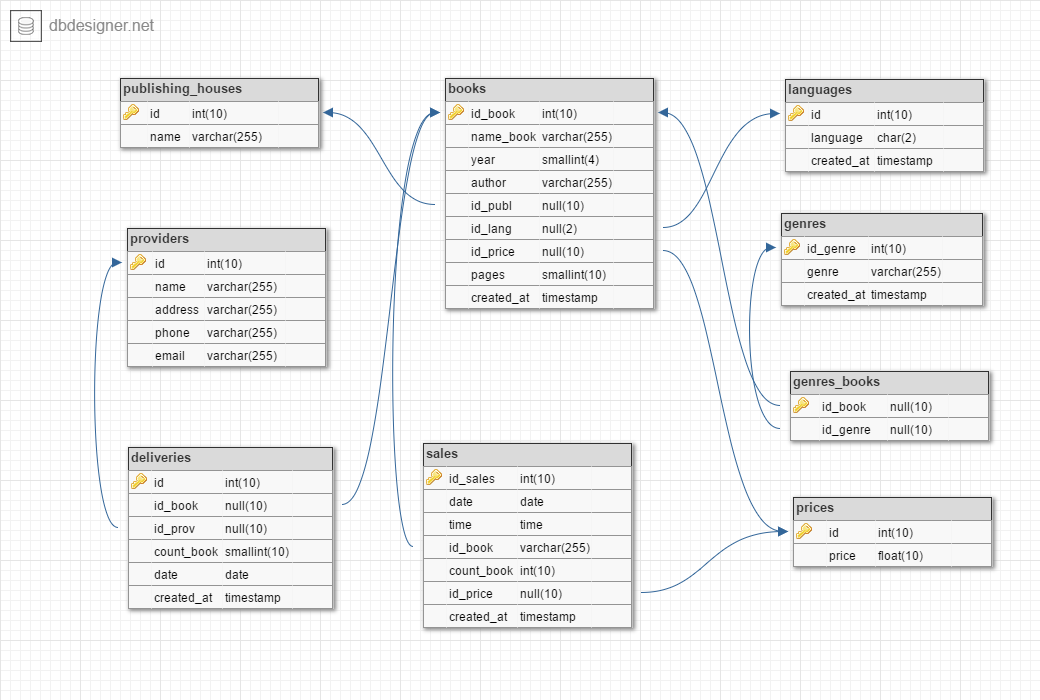 dbdesigner.net
publishing_houses
id int(10)
name varchar(255)
books
id_book int(10)
name_book varchar(255)
year smallint(4)
author varchar(255)
id_publ null(10)
id_lang null(2)
id_price null(10)
pages smallint(10)
created_at timestamp
languages
id int(10)
language char(2)
created_at timestamp
providers
id int(10)
name varchar(255)
address varchar(255)
phone varchar(255)
email varchar(255)
genres
id_genre int(10)
genre varchar(255)
created_at timestamp
genres_books
id_book null(10)
id_genre null(10)
deliveries
id int(10)
id_book null(10)
id_prov null(10)
count_book smallint(10)
date date
created_at timestamp
sales
id_sales int(10)
date date
time time
id_book varchar(255)
count_book int(10)
id_price null(10)
created_at timestamp
prices
id int(10)
price float(10)